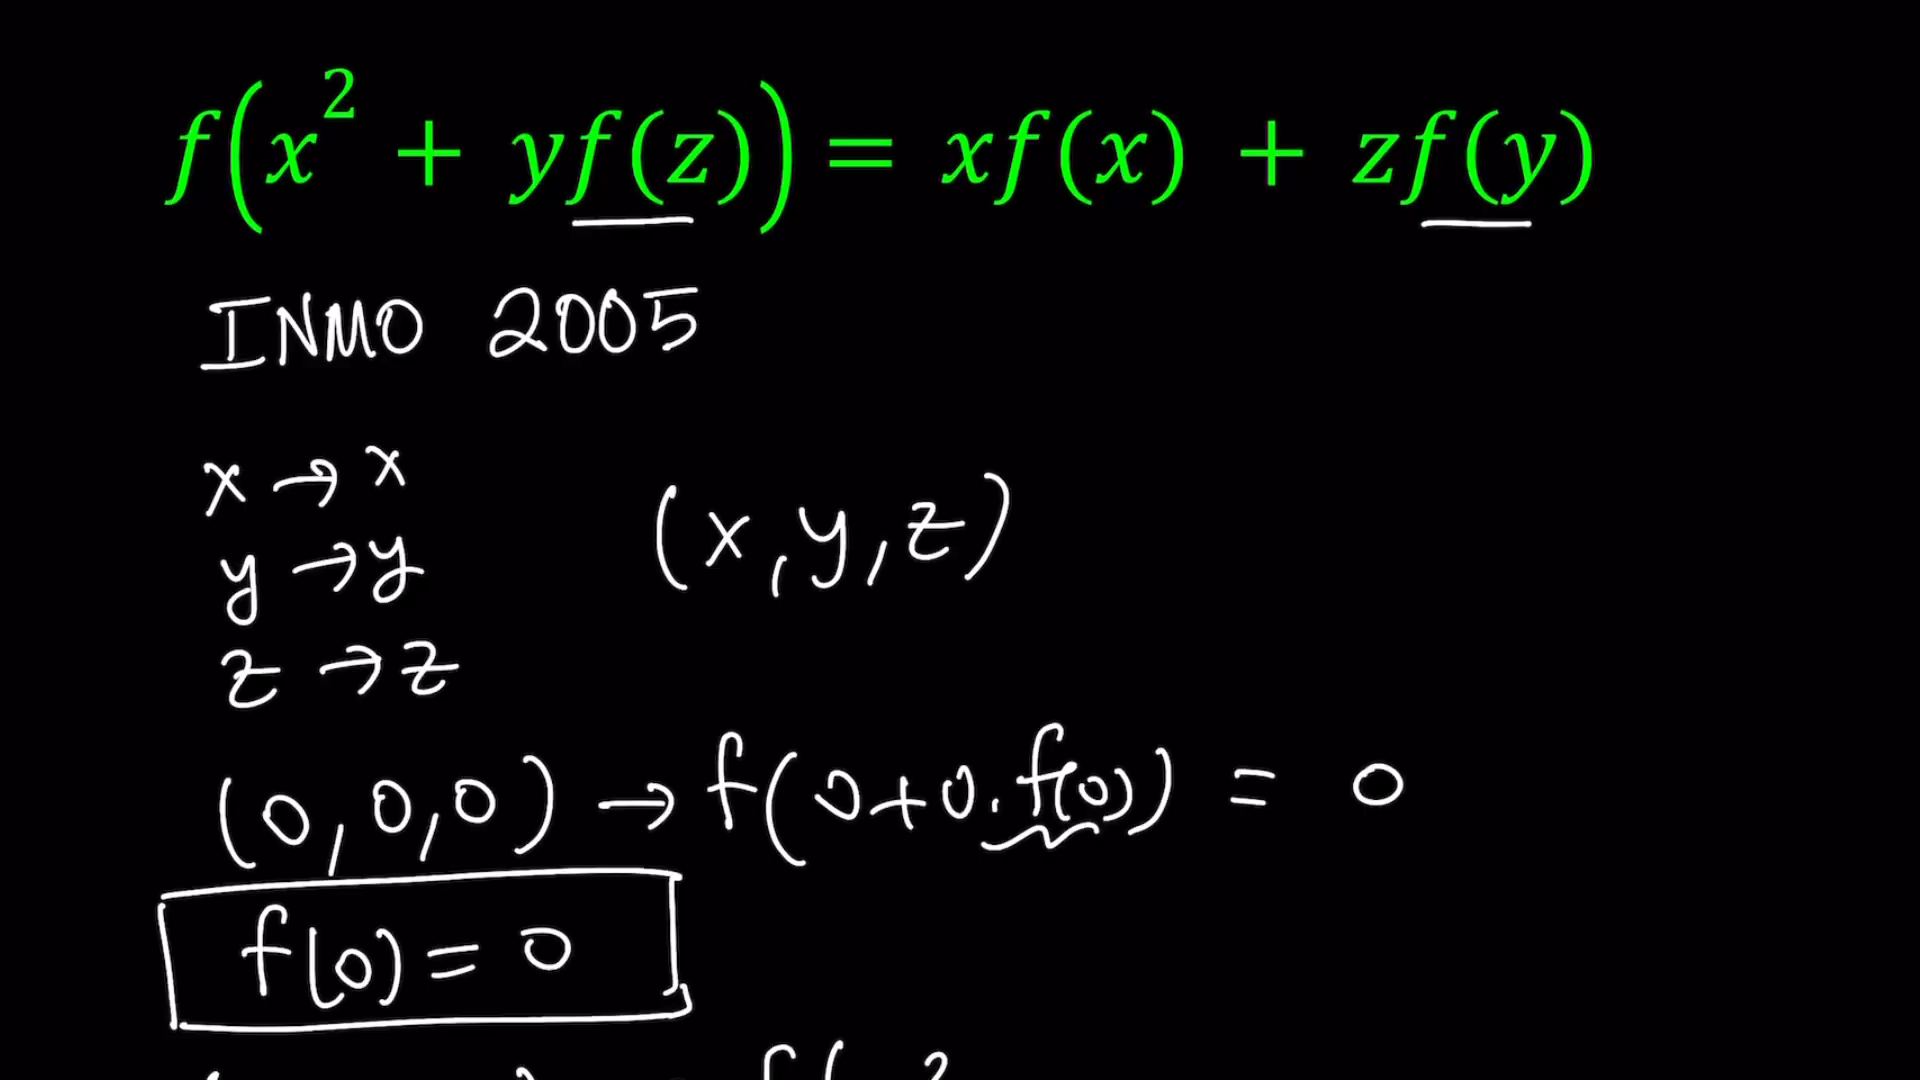 f(x² + yf(z)) = xf(x) + zf(y)
INMO 2005
x → x
y → y
(x, y, z)
z → z
(0, 0, 0) → f(0+0.f(0)) = 0
f(0) = 0